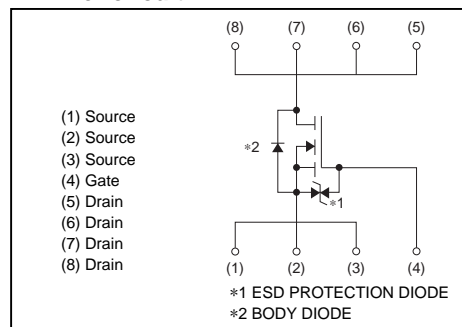 (8) (7) (6) (5)
(1) Source
(2) Source
(3) Source
(4) Gate
(5) Drain
(6) Drain
(7) Drain
(8) Drain
∗2
∗1
(1) (2) (3) (4)
∗1 ESD PROTECTION DIODE
∗2 BODY DIODE